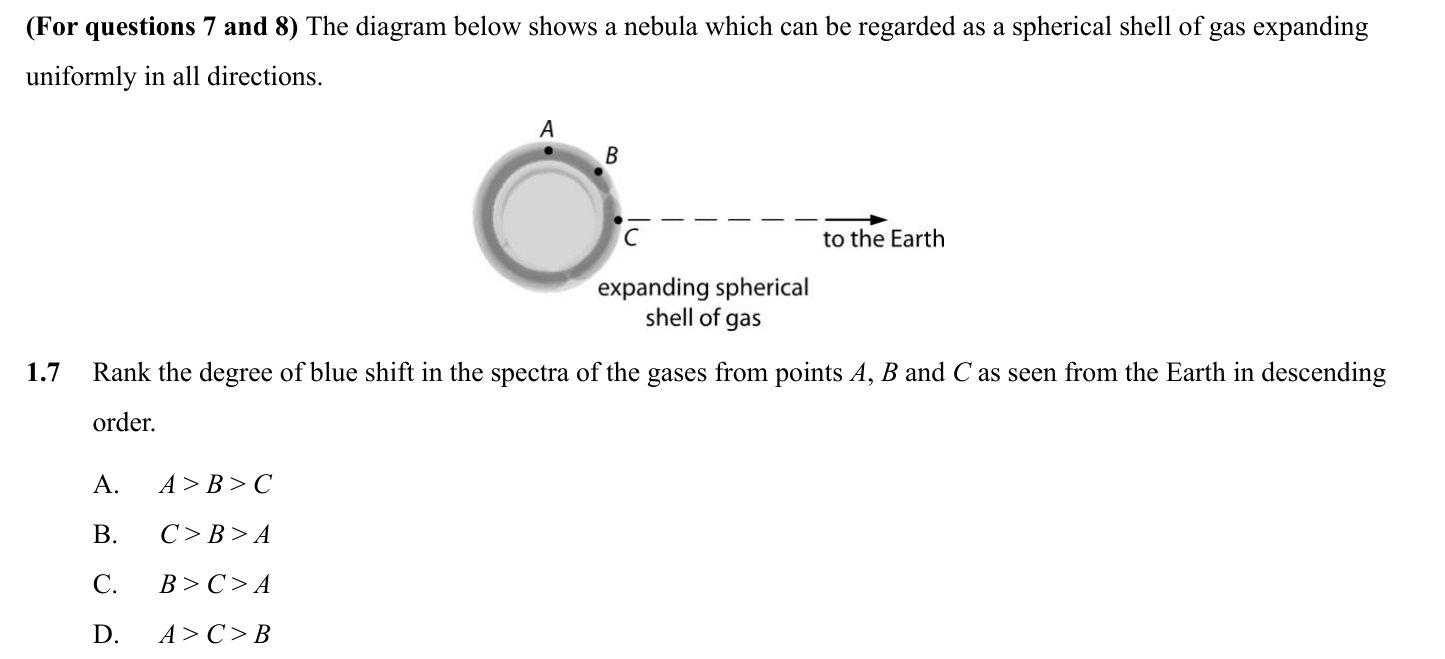 (For questions 7 and 8) The diagram below shows a nebula which can be regarded as a spherical shell of gas expanding
uniformly in all directions.
A
B
C
to the Earth
expanding spherical
shell of gas
1.7 Rank the degree of blue shift in the spectra of the gases from points A, B and C as seen from the Earth in descending
order.
A. A > B > C
B. C > B > A
C. B > C > A
D. A > C > B